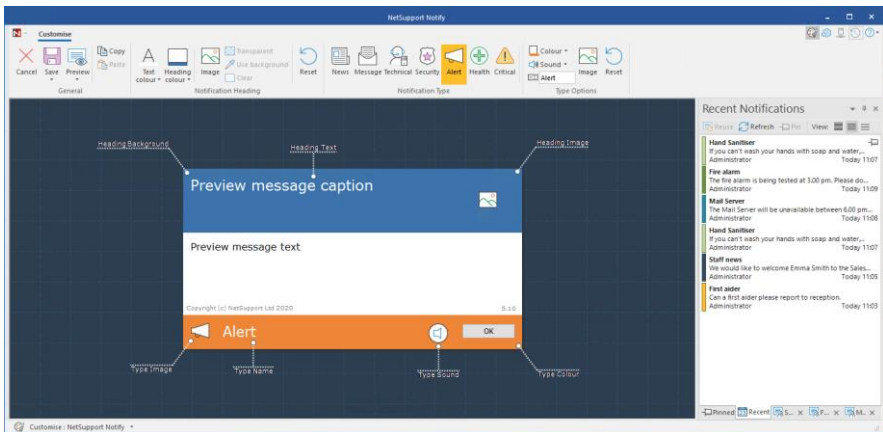 NetSupport Notify
Customise
Cancel Save Preview
Copy
Paste
General
Text colour Heading colour Image
Transparent
Use background
Clear
Reset
Notification Heading
News Message Technical Security Alert Health Critical
Notification Type
Colour
Sound
Alert
Image Reset
Type Options
Heading Background
Heading Text
Heading Image
Preview message caption
Preview message text
Copyright (c) NetSupport Ltd 2020
5.10
Alert
OK
Type Image
Type Name
Type Sound
Type Colour
Recent Notifications
Reuse Refresh Pin View:
Hand Sanitiser
If you can't wash your hands with soap and water,...
Administrator Today 11:07
Fire alarm
The fire alarm is being tested at 3.00 pm. Please do...
Administrator Today 11:09
Mail Server
The Mail Server will be unavailable between 6.00 pm...
Administrator Today 11:08
Hand Sanitiser
If you can't wash your hands with soap and water,...
Administrator Today 11:07
Staff news
We would like to welcome Emma Smith to the Sales...
Administrator Today 11:05
First aider
Can a first aider please report to reception.
Administrator Today 11:03
Pinned Recent S... F... M...
Customise : NetSupport Notify